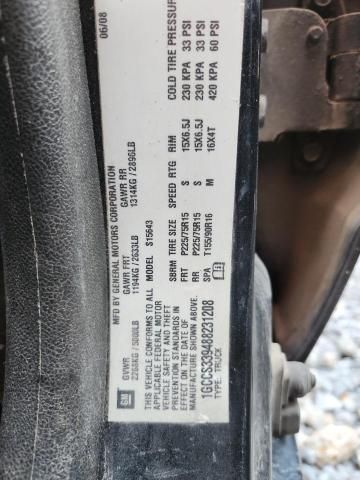 MFD BY GENERAL MOTORS CORPORATION 06/08
GVWR GAWR FRT GAWR RR
2268KG / 5000LB 1194KG / 2633LB 1314KG / 2896LB
GM
THIS VEHICLE CONFORMS TO ALL
APPLICABLE FEDERAL MOTOR
VEHICLE SAFETY AND THEFT
PREVENTION STANDARDS IN
EFFECT ON THE DATE OF
MANUFACTURE SHOWN ABOVE.
1GCCS339488231208
TYPE: TRUCK
MODEL S15643
SBRM TIRE SIZE SPEED RTG RIM COLD TIRE PRESSURE
FRT P225/75R15 S 15X6.5J 230 KPA 33 PSI
RR P225/75R15 S 15X6.5J 230 KPA 33 PSI
SPA T155/90R16 M 16X4T 420 KPA 60 PSI